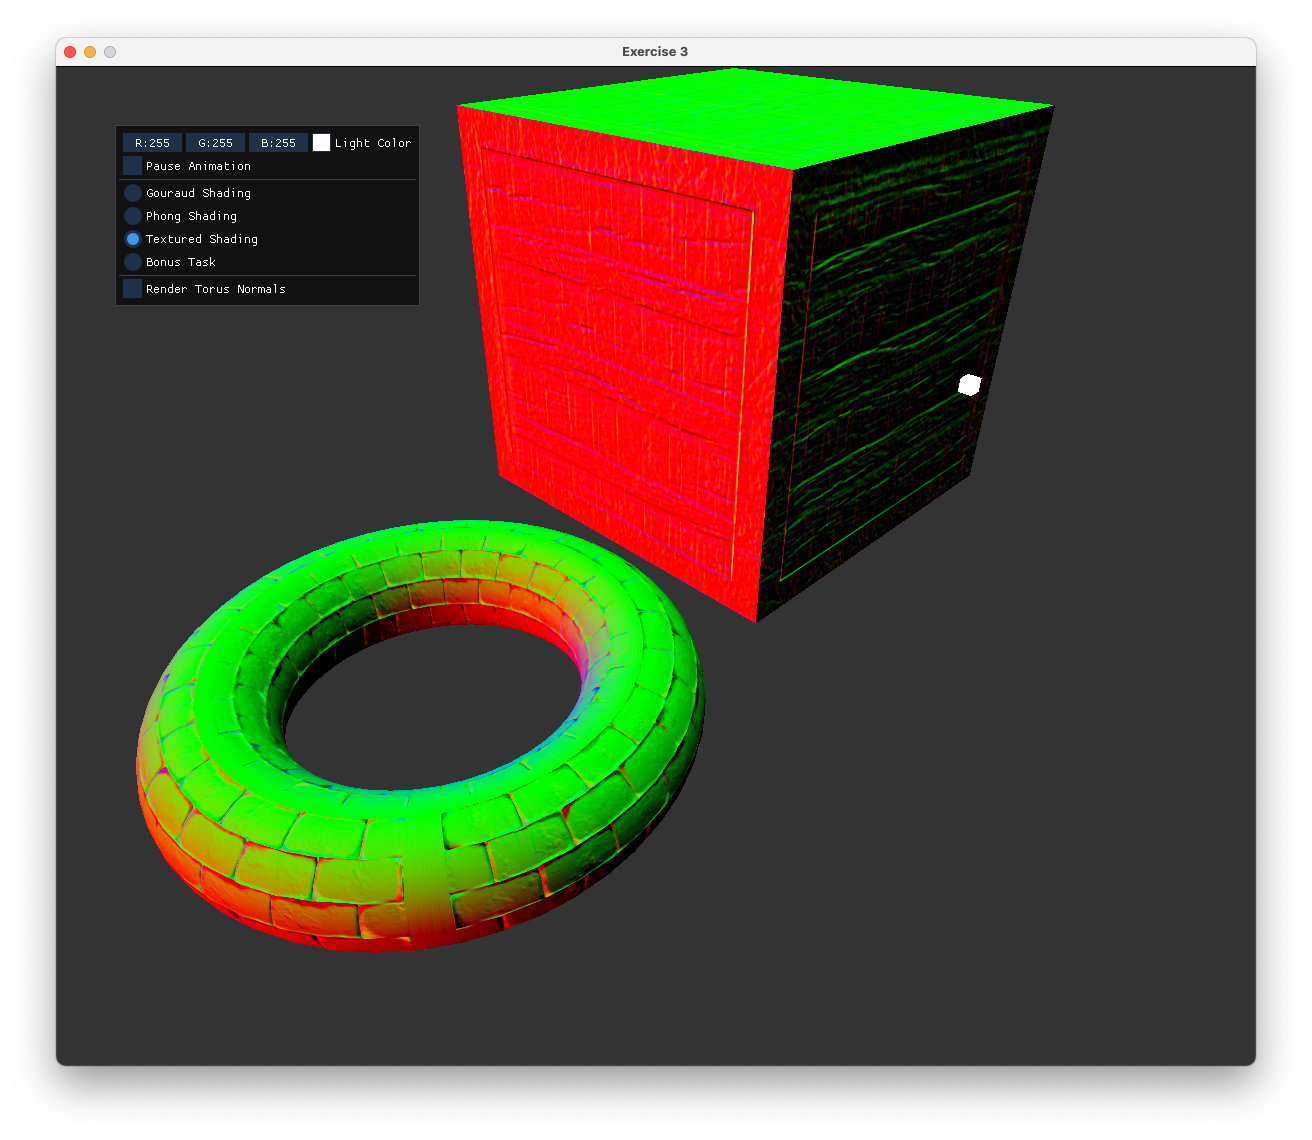 Exercise 3
R:255 G:255 B:255 Light Color
Pause Animation
Gouraud Shading
Phong Shading
Textured Shading
Bonus Task
Render Torus Normals